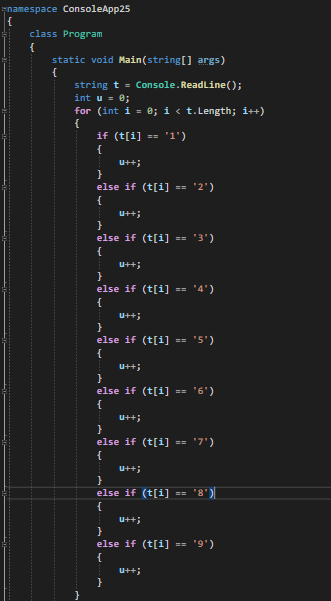 namespace ConsoleApp25
{
class Program
{
static void Main(string[] args)
{
string t = Console.ReadLine();
int u = 0;
for (int i = 0; i < t.Length; i++)
{
if (t[i] == '1')
{
u++;
}
else if (t[i] == '2')
{
u++;
}
else if (t[i] == '3')
{
u++;
}
else if (t[i] == '4')
{
u++;
}
else if (t[i] == '5')
{
u++;
}
else if (t[i] == '6')
{
u++;
}
else if (t[i] == '7')
{
u++;
}
else if (t[i] == '8')
{
u++;
}
else if (t[i] == '9')
{
u++;
}
}